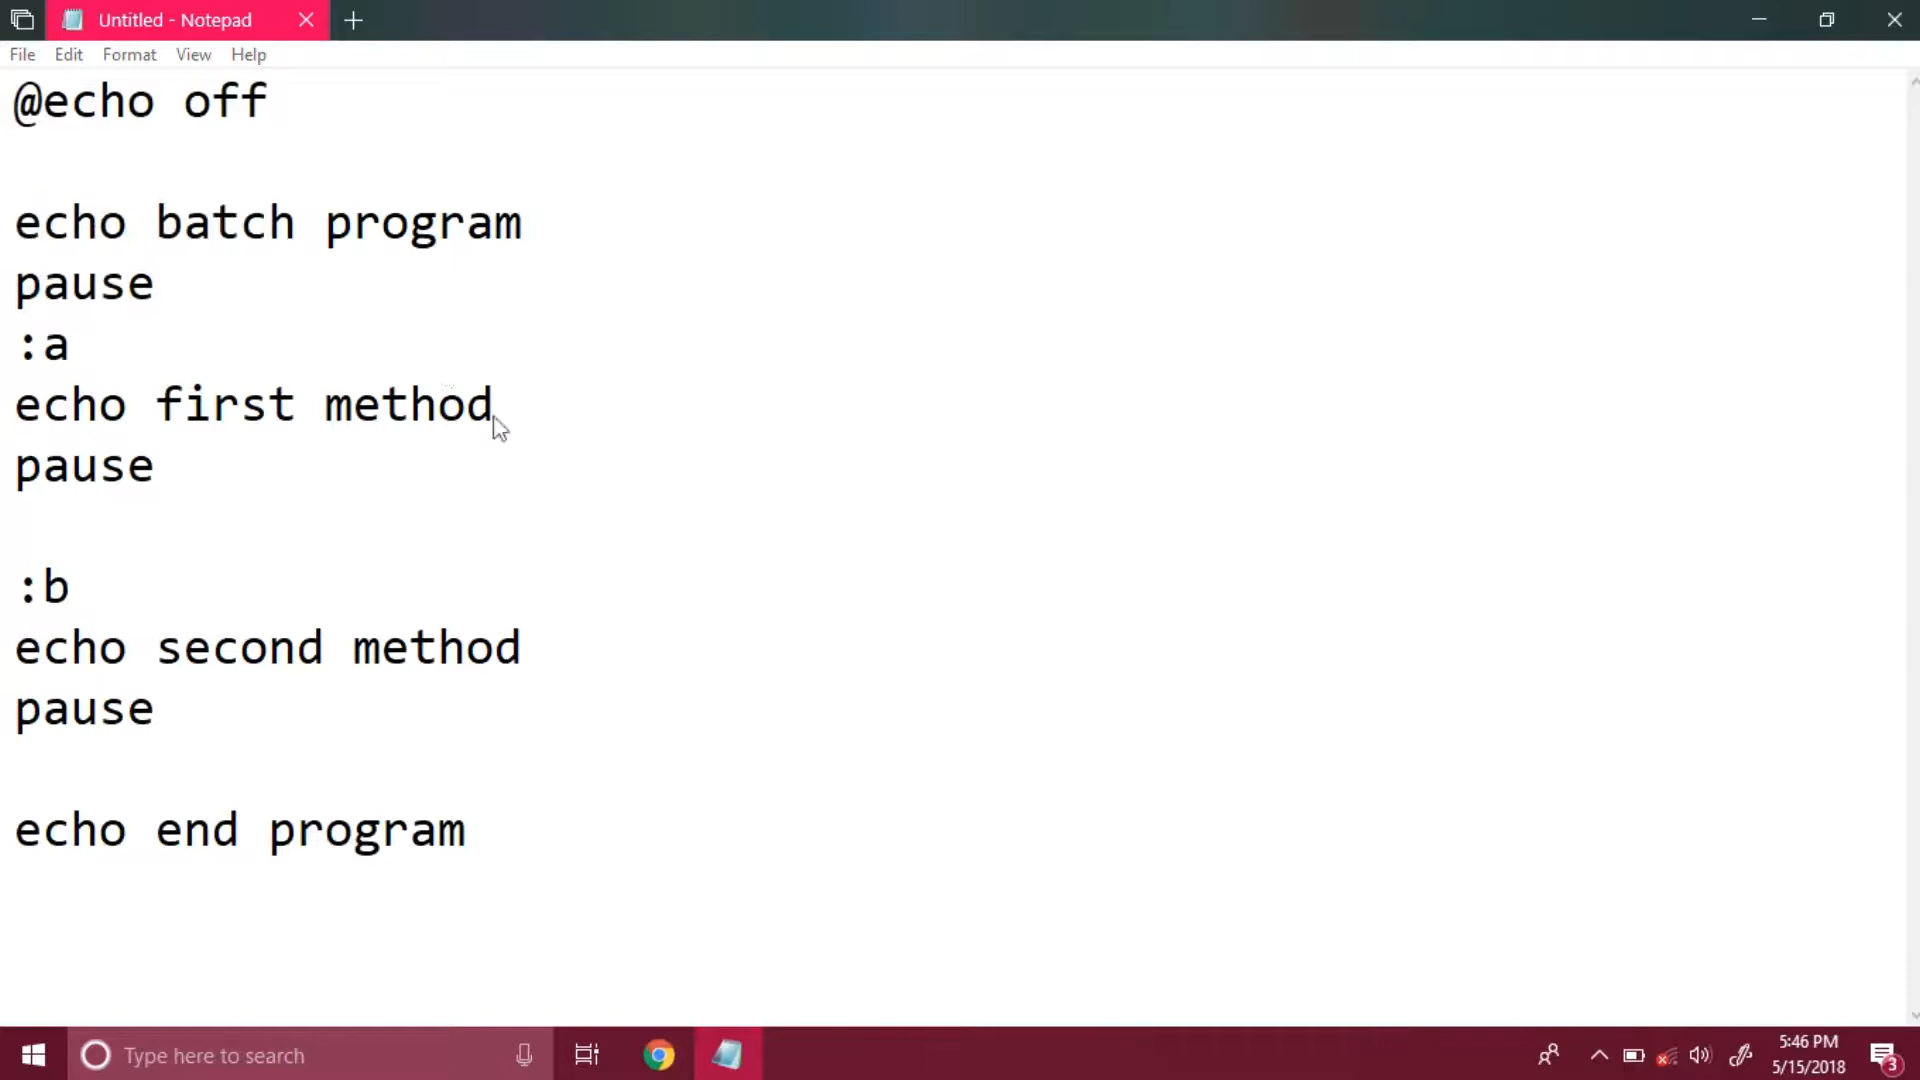 Untitled - Notepad
File Edit Format View Help
@echo off
echo batch program
pause
:a
echo first method
pause
:b
echo second method
pause
echo end program
Type here to search
5:46 PM
5/15/2018
3